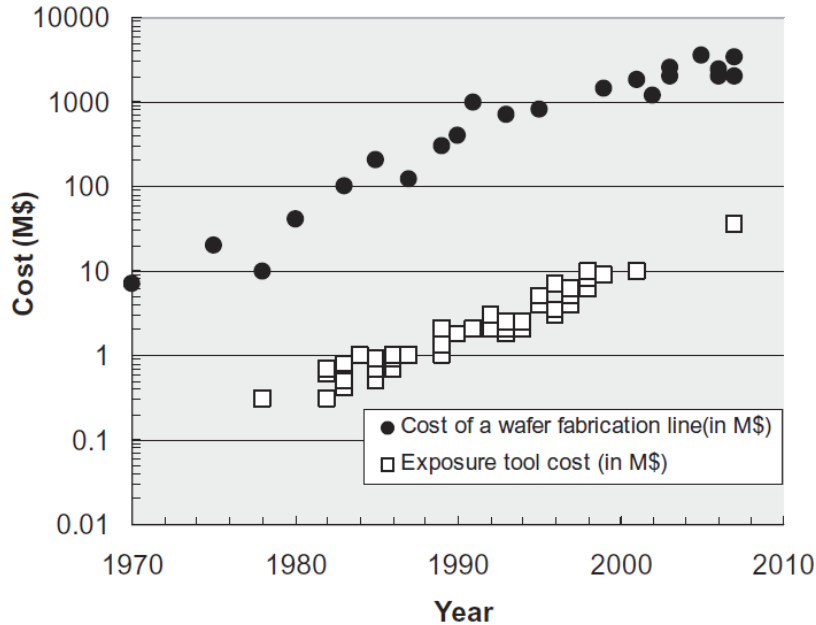 10000
1000
100
10
1
0.1
0.01
Cost (M$)
Cost of a wafer fabrication line(in M$)
Exposure tool cost (in M$)
1970 1980 1990 2000 2010
Year